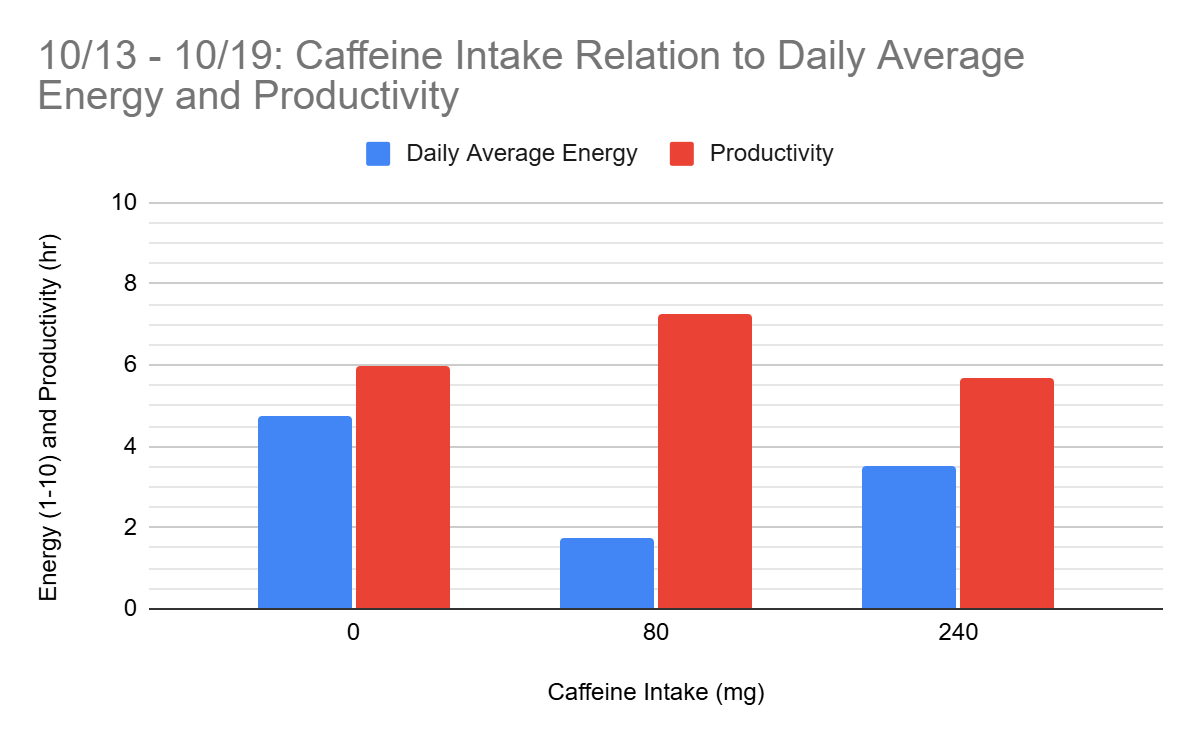 10/13 - 10/19: Caffeine Intake Relation to Daily Average
Energy and Productivity
Daily Average Energy
Productivity
Energy (1-10) and Productivity (hr)
10
8
6
4
2
0
0
80
240
Caffeine Intake (mg)